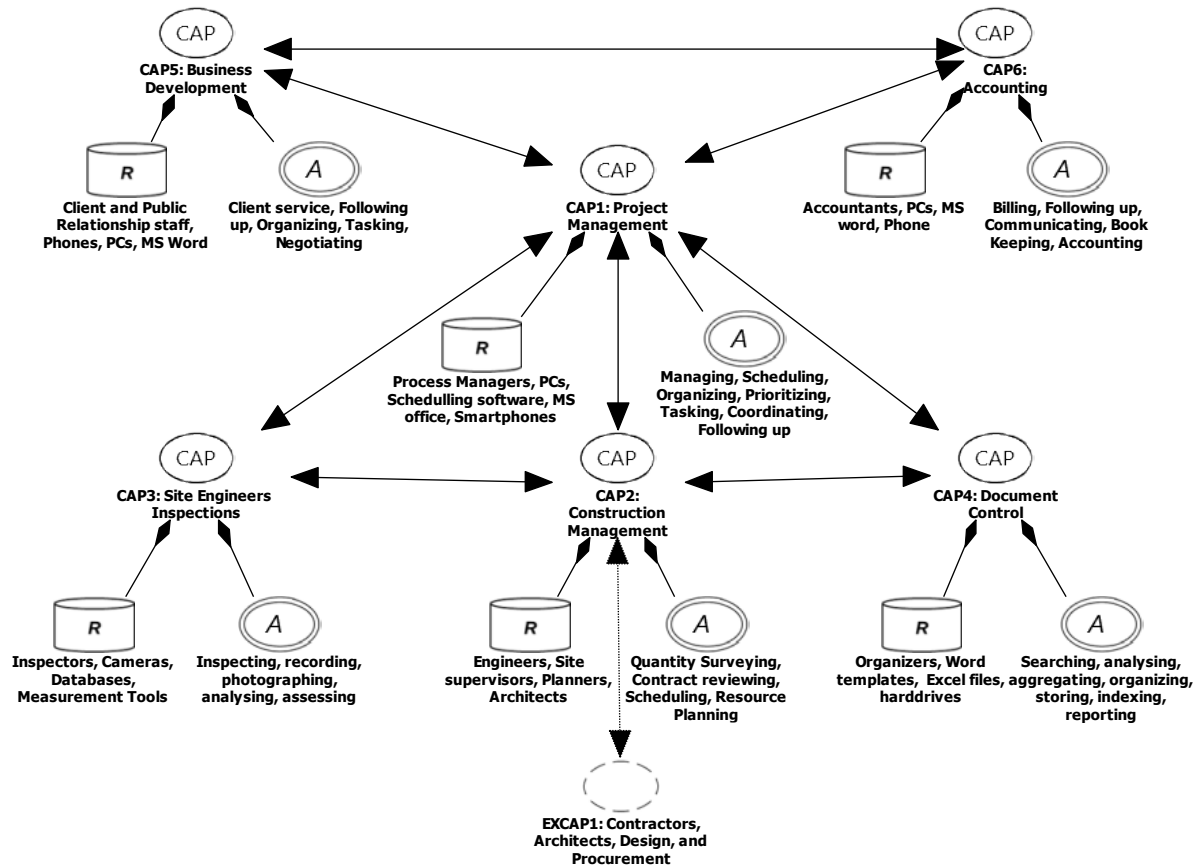 CAP
CAP
CAP5: Business
Development
CAP6:
Accounting
R
A
CAP
R
A
Client and Public
Relationship staff,
Phones, PCs, MS Word
Client service, Following
up, Organizing, Tasking,
Negotiating
CAP1: Project
Management
Accountants, PCs, MS
word, Phone
Billing, Following up,
Communicating, Book
Keeping, Accounting
R
A
Process Managers, PCs,
Schedulling software, MS
office, Smartphones
Managing, Scheduling,
Organizing, Prioritizing,
Tasking, Coordinating,
Following up
CAP
CAP
CAP
CAP3: Site Engineers
Inspections
CAP2:
Construction
Management
CAP4: Document
Control
R
A
R
A
R
A
Inspectors, Cameras,
Databases,
Measurement Tools
Inspecting, recording,
photographing,
analysing, assessing
Engineers, Site
supervisors, Planners,
Architects
Quantity Surveying,
Contract reviewing,
Scheduling, Resource
Planning
Organizers, Word
templates, Excel files,
harddrives
Searching, analysing,
aggregating, organizing,
storing, indexing,
reporting
EXCAP1: Contractors,
Architects, Design, and
Procurement